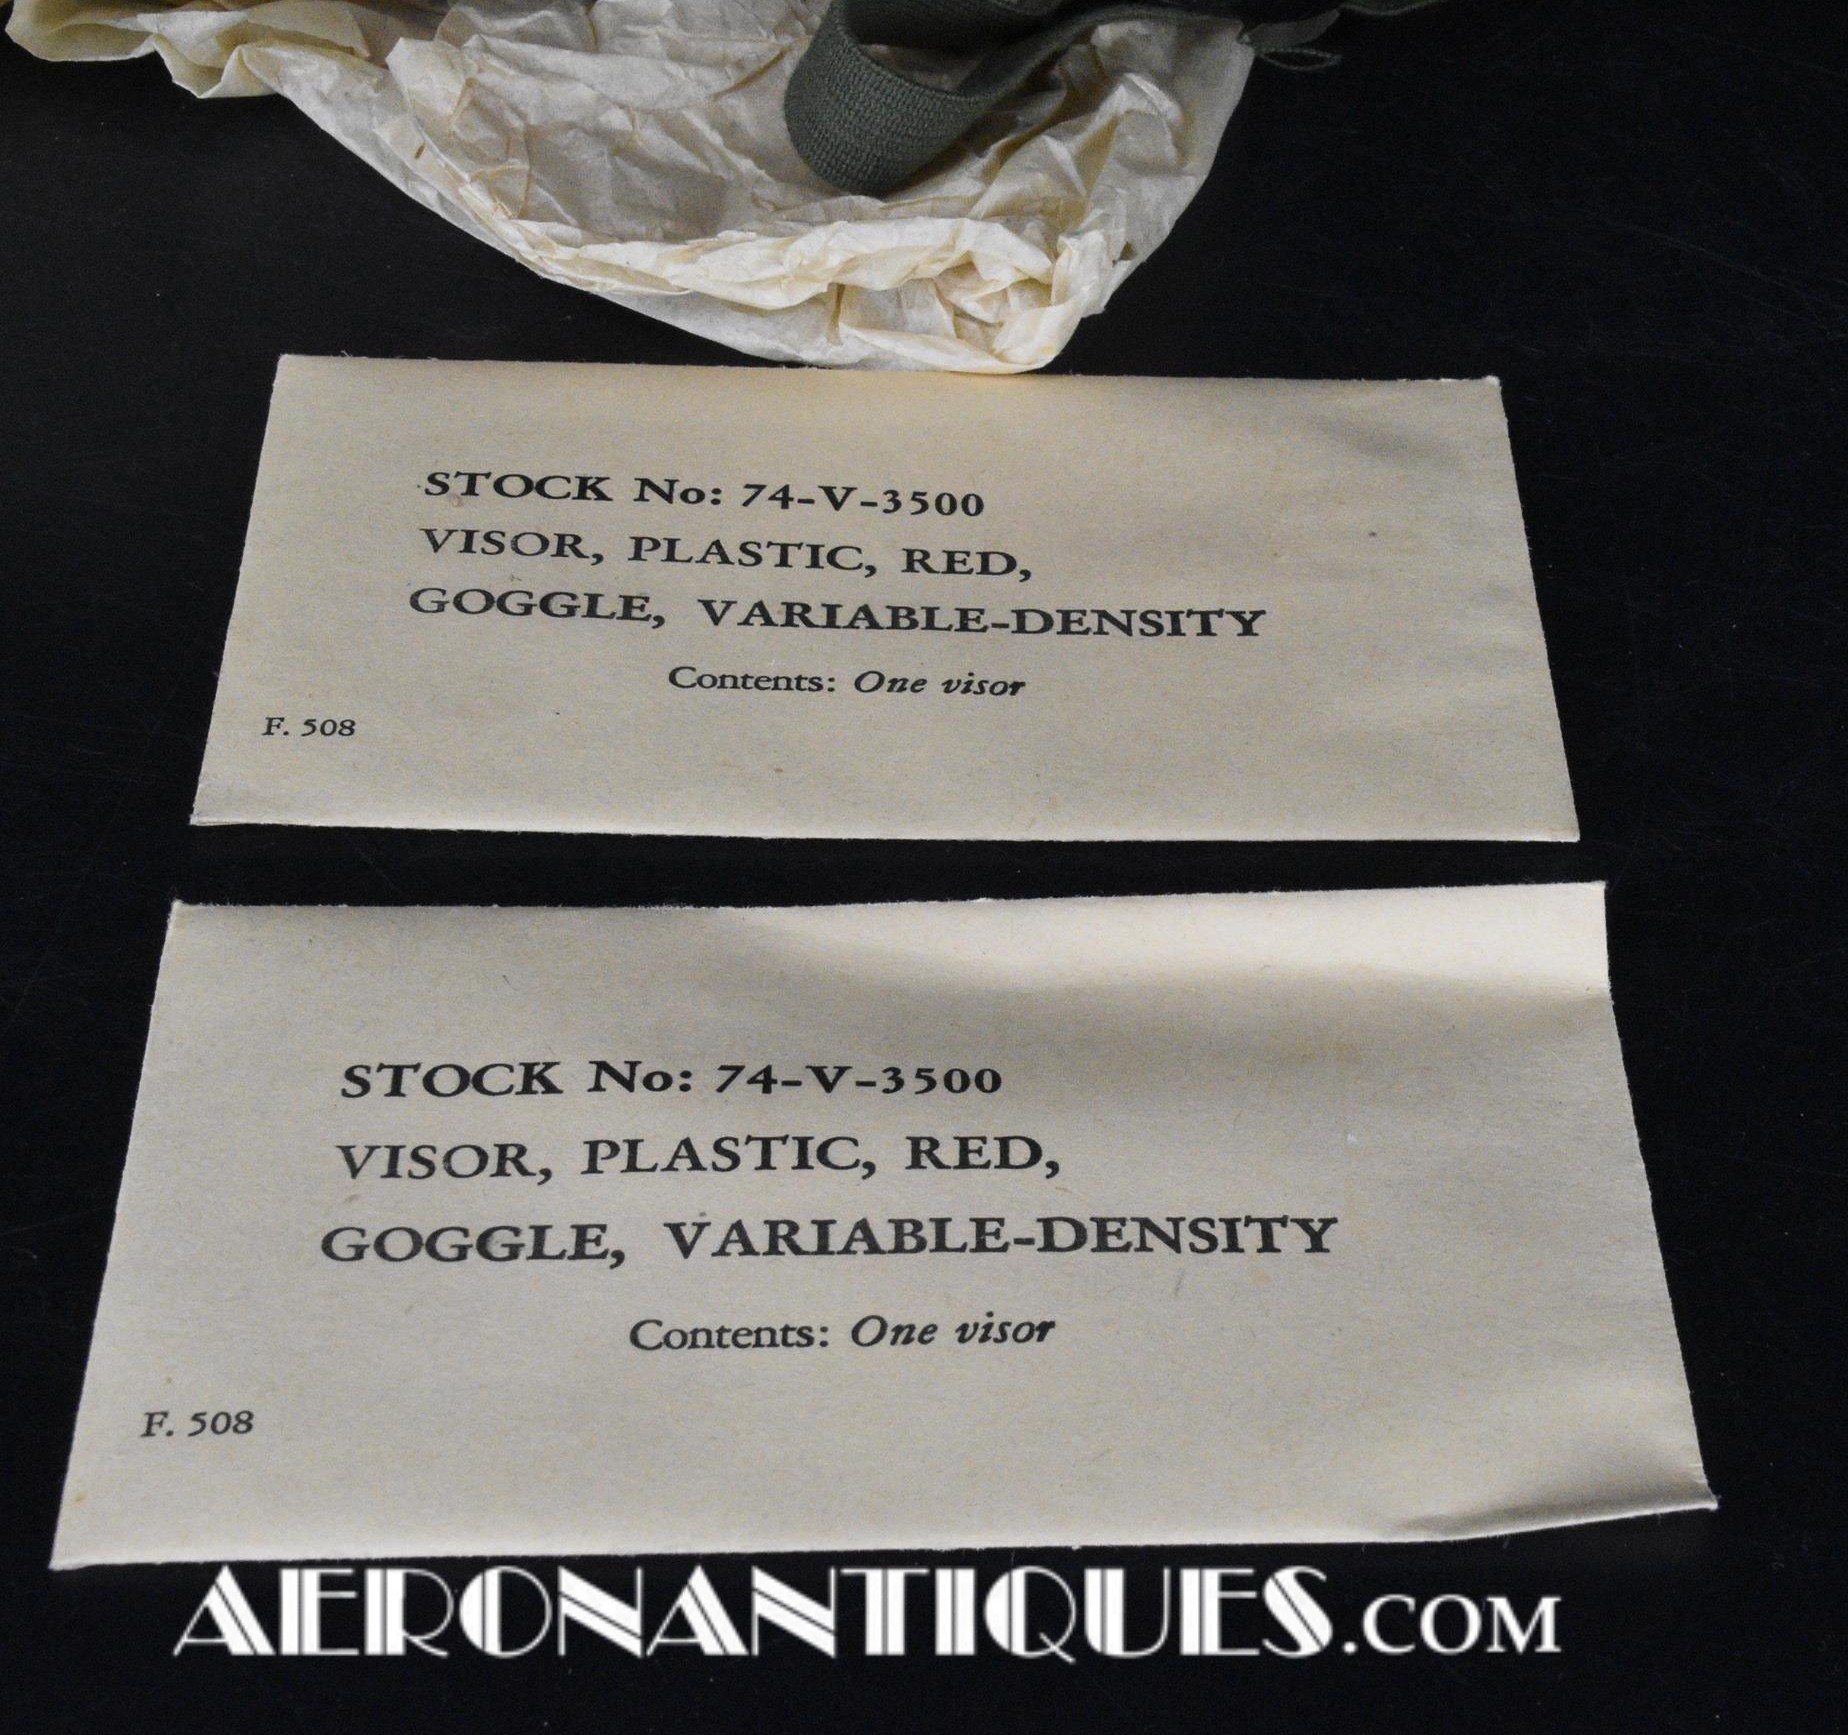 STOCK No: 74-V-3500
VISOR, PLASTIC, RED,
GOGGLE, VARIABLE-DENSITY
Contents: One visor
F. 508
STOCK No: 74-V-3500
VISOR, PLASTIC, RED,
GOGGLE, VARIABLE-DENSITY
Contents: One visor
F. 508
AERONANTIQUES.COM